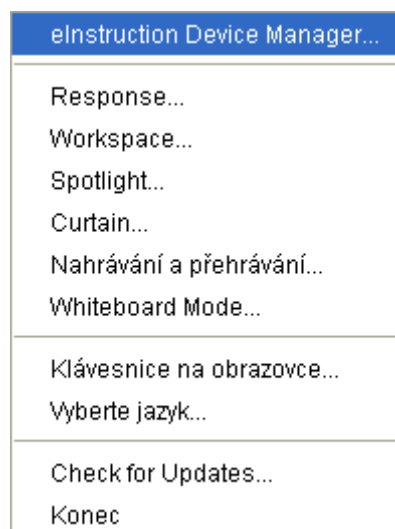 eInstruction Device Manager...
Response...
Workspace...
Spotlight...
Curtain...
Nahrávání a přehrávání...
Whiteboard Mode...
Klávesnice na obrazovce...
Vyberte jazyk...
Check for Updates...
Konec